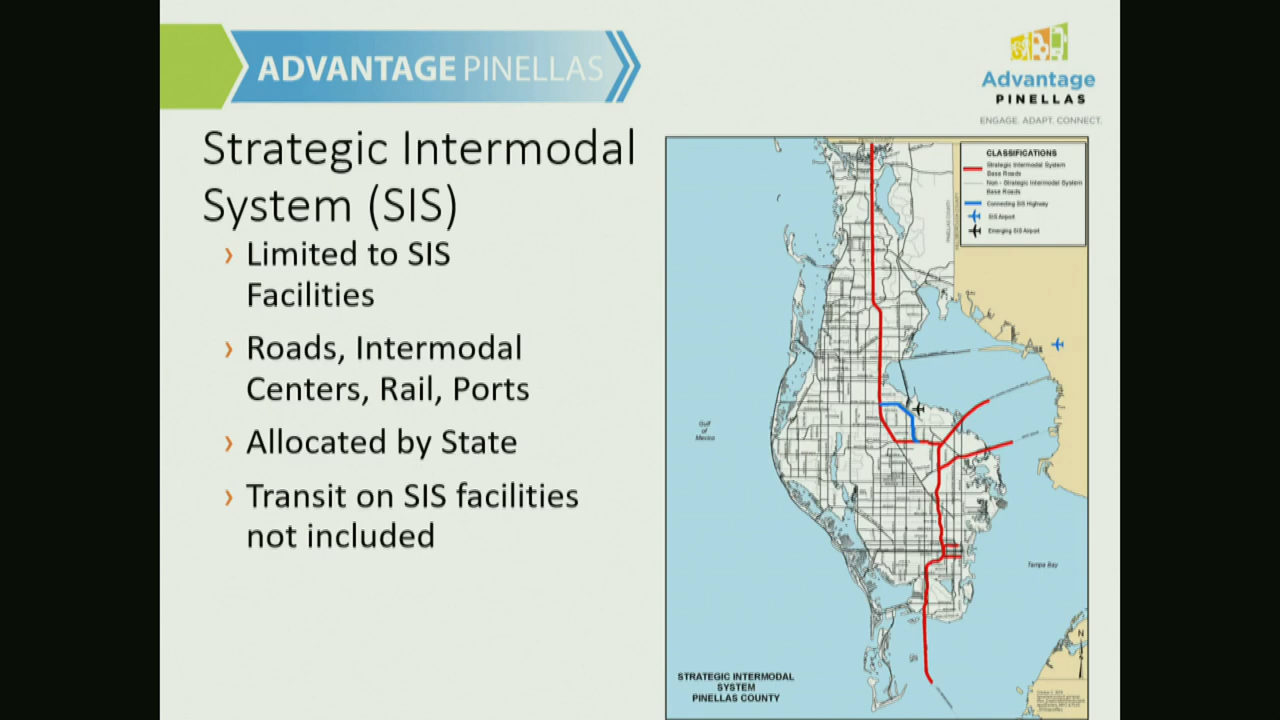 ADVANTAGE PINELLAS
Advantage
PINELLAS
ENGAGE. ADAPT. CONNECT.
Strategic Intermodal
System (SIS)
› Limited to SIS
Facilities
› Roads, Intermodal
Centers, Rail, Ports
› Allocated by State
› Transit on SIS facilities
not included
CLASSIFICATIONS
Strategic Intermodal System
Base Roads
Non - Strategic Intermodal System
Base Roads
Connecting SIS Highway
SIS Airport
Emerging SIS Airport
PINELLAS COUNTY
Gulf
of
Mexico
Tampa Bay
N
STRATEGIC INTERMODAL
SYSTEM
PINELLAS COUNTY